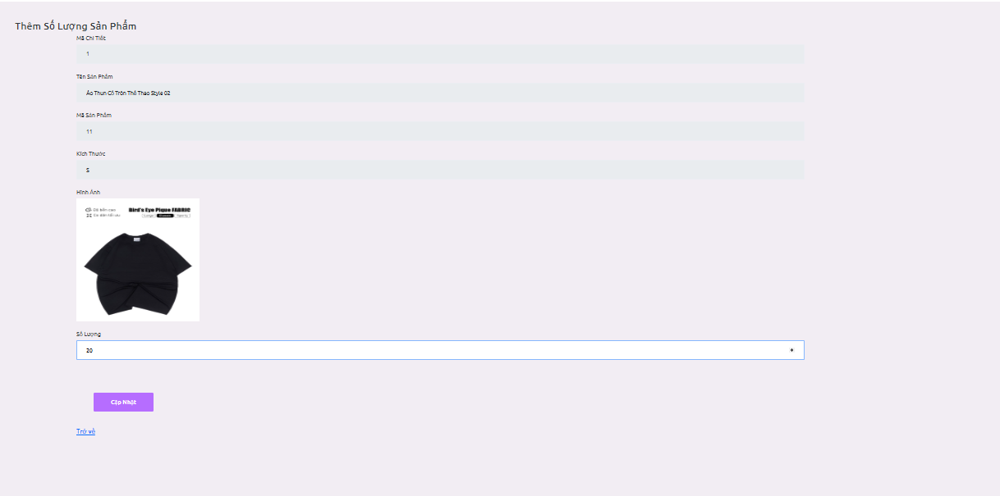 Thêm Số Lượng Sản Phẩm
Mã Chi Tiết
1
Tên Sản Phẩm
Áo Thun Cổ Tròn Thể Thao Style 02
Mã Sản Phẩm
11
Kích Thước
S
Hình Ảnh
Bird's Eye Pique FABRIC
Số Lượng
20
Cập Nhật
Trở về